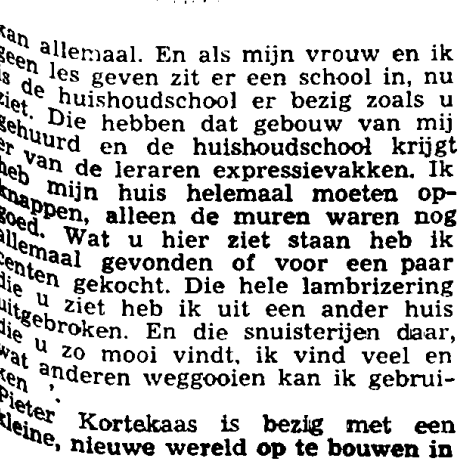 kan allemaal. En als mijn vrouw en ik
geen les geven zit er een school in, nu
is de huishoudschool er bezig zoals u
ziet. Die hebben dat gebouw van mij
gehuurd en de huishoudschool krijgt
er van de leraren expressievakken. Ik
heb mijn huis helemaal moeten op-
knappen, alleen de muren waren nog
goed. Wat u hier ziet staan heb ik
allemaal gevonden of voor een paar
centen gekocht. Die hele lambrizering
die u ziet heb ik uit een ander huis
uitgebroken. En die snuisterijen daar,
die u zo mooi vindt, ik vind veel en
wat anderen weggooien kan ik gebrui-
ken ’.
Pieter Kortekaas is bezig met een
kleine, nieuwe wereld op te bouwen in